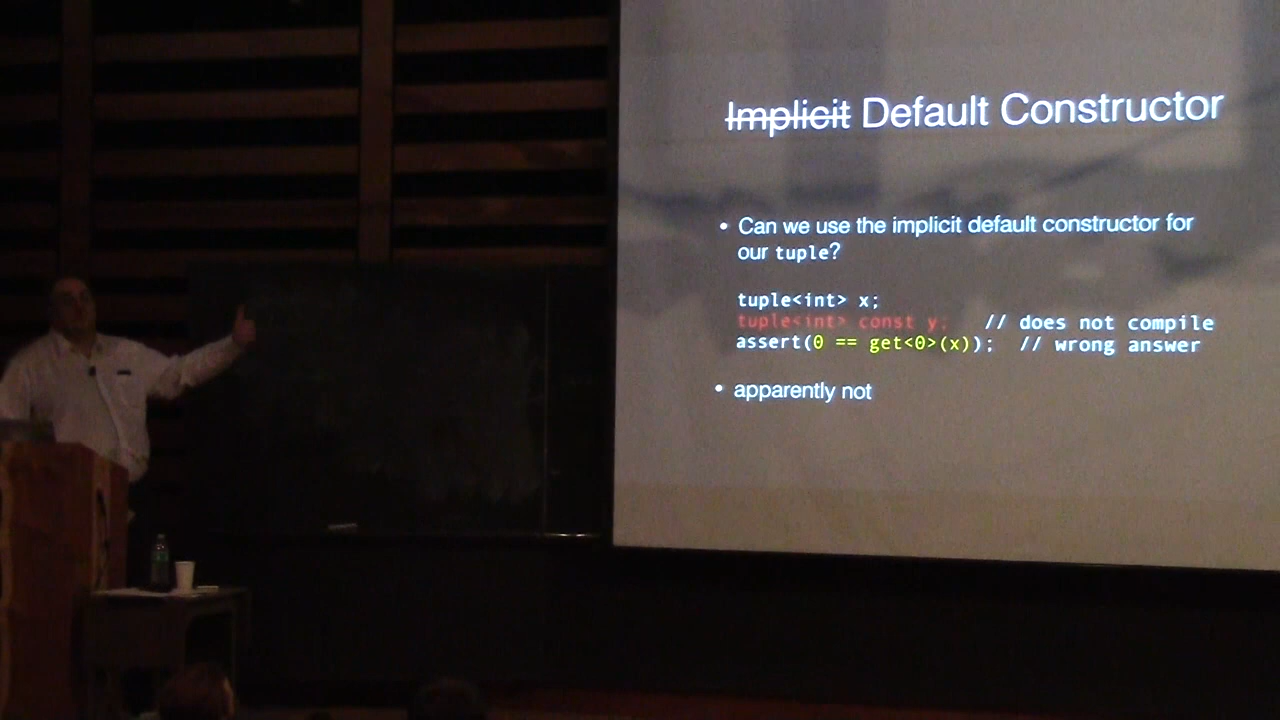 Implicit Default Constructor
• Can we use the implicit default constructor for
our tuple?
tuple<int> x;
tuple<int> const y;   // does not compile
assert(0 == get<0>(x));  // wrong answer
• apparently not